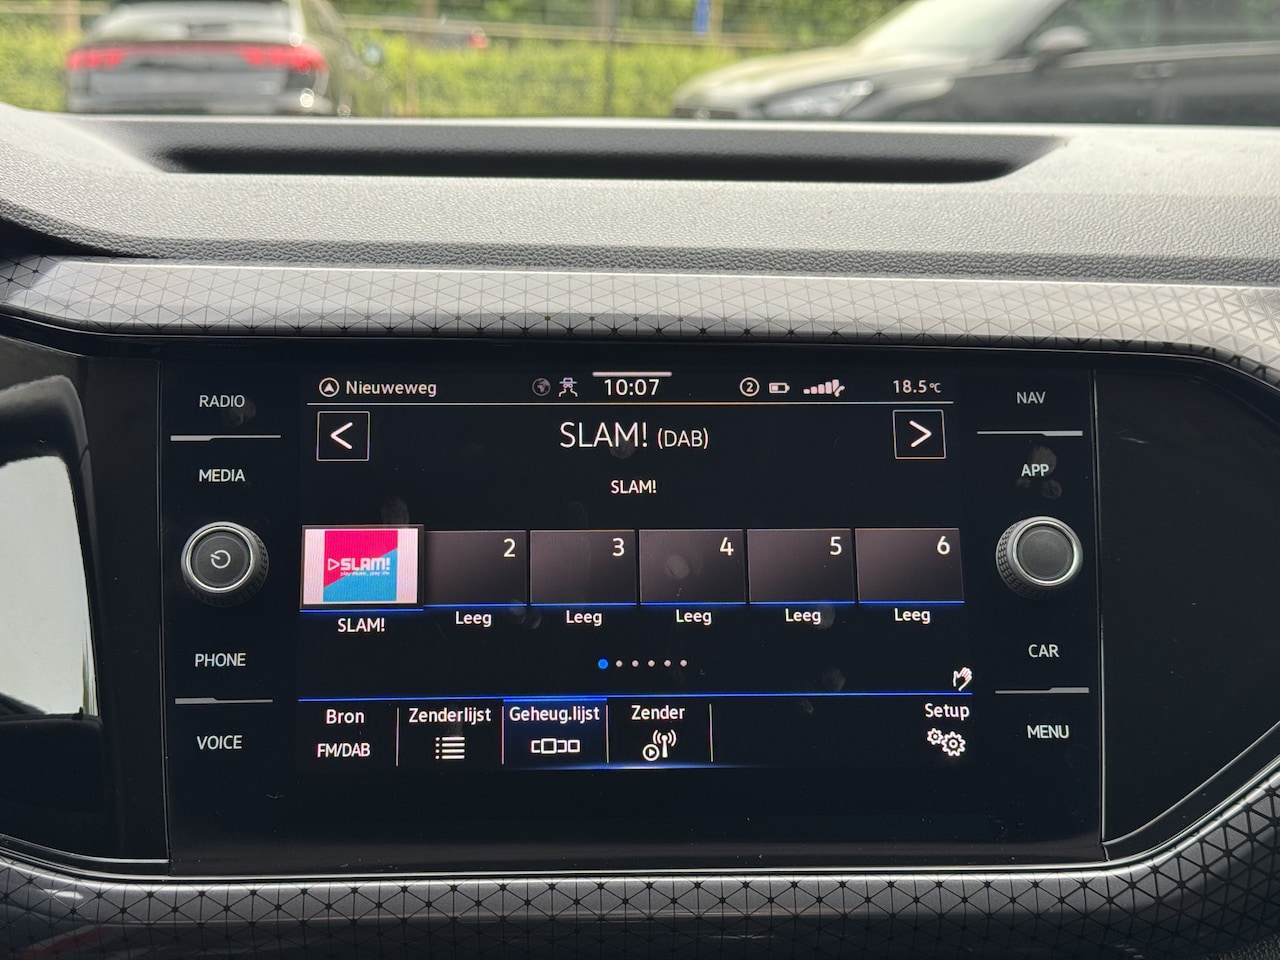 RADIO
MEDIA
PHONE
VOICE
Nieuweweg
10:07
2
18.5°C
SLAM! (DAB)
SLAM!
SLAM!
2
3
4
5
6
SLAM!
Leeg
Leeg
Leeg
Leeg
Leeg
Bron
FM/DAB
Zenderlijst
Geheug.lijst
Zender
Setup
NAV
APP
CAR
MENU